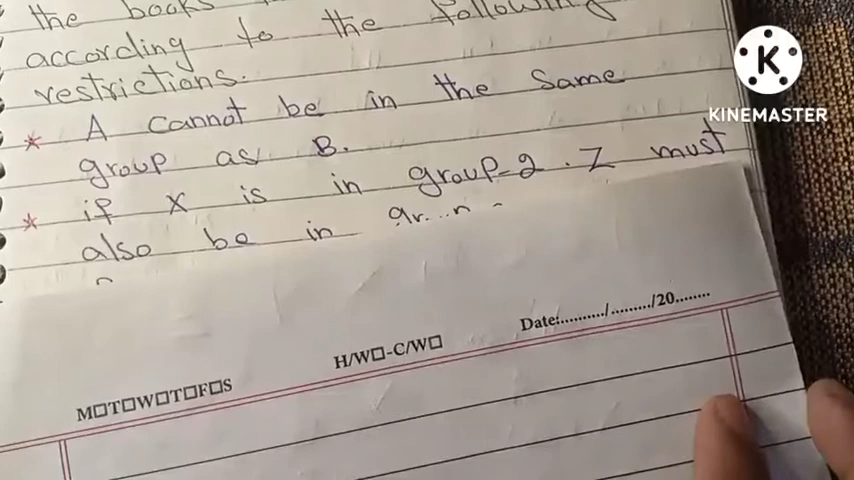 the books
according to the following
restrictions.
* A cannot be in the same
group as B.
* if X is in group-2. Z must
also be in
M☐T☐W☐T☐F☐S
H/W☐-C/W☐
Date:........../........./20........
K
KINEMASTER